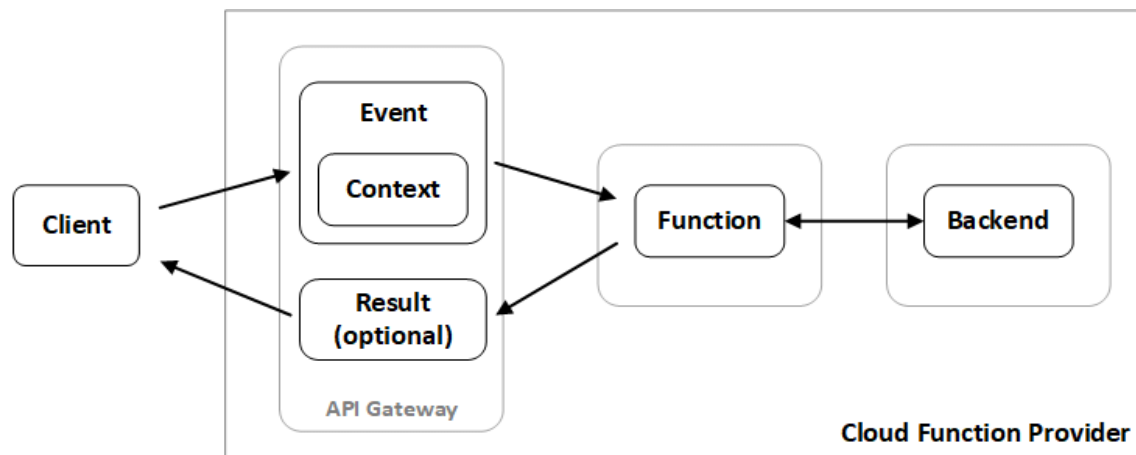 Event
Context
Client
Function
Backend
Result
(optional)
API Gateway
Cloud Function Provider